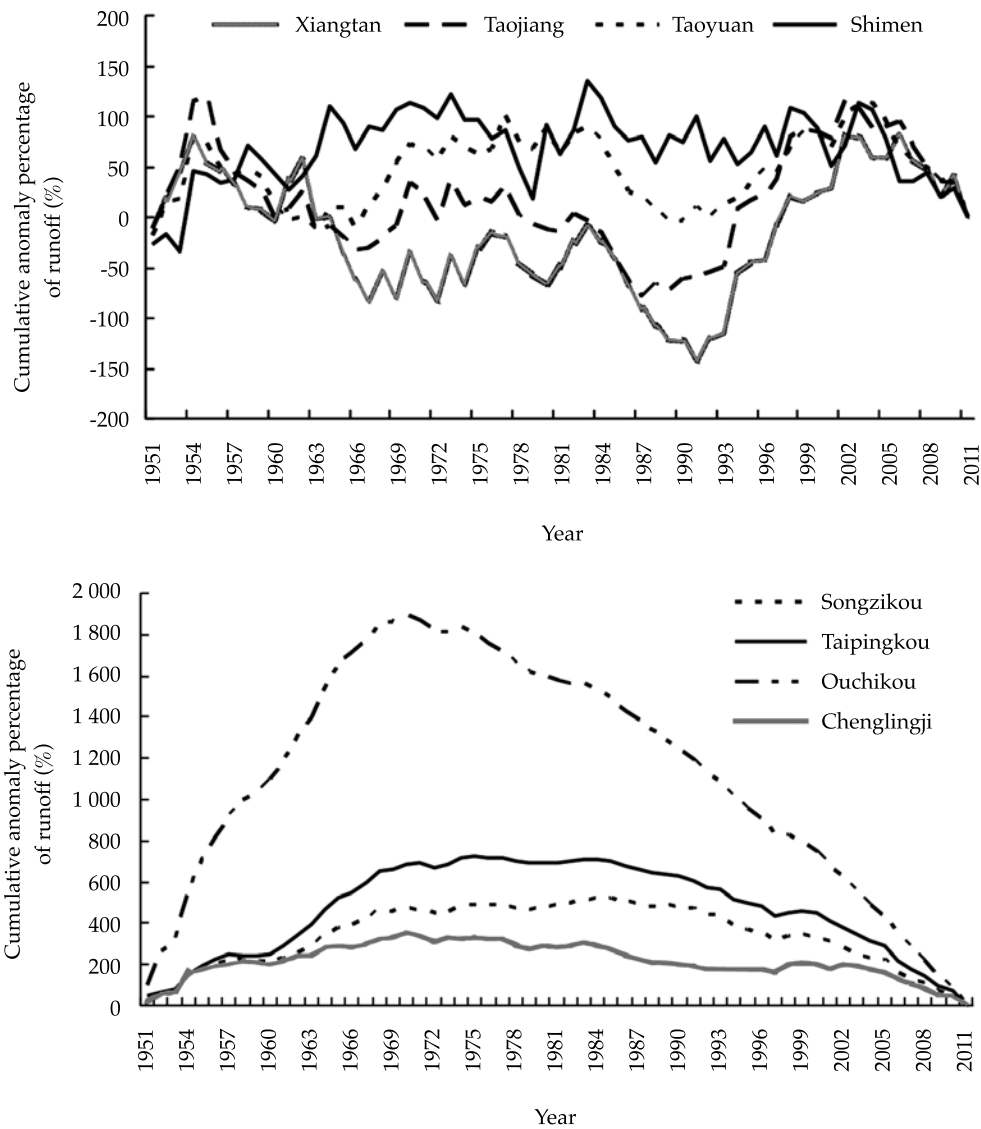 Xiangtan Taojiang Taoyuan Shimen
Cumulative anomaly percentage
of runoff (%)
200
150
100
50
0
-50
-100
-150
-200
1951 1954 1957 1960 1963 1966 1969 1972 1975 1978 1981 1984 1987 1990 1993 1996 1999 2002 2005 2008 2011
Year
Cumulative anomaly percentage
of runoff (%)
2 000
1 800
1 600
1 400
1 200
1 000
800
600
400
200
0
Songzikou
Taipingkou
Ouchikou
Chenglingji
1951 1954 1957 1960 1963 1966 1969 1972 1975 1978 1981 1984 1987 1990 1993 1996 1999 2002 2005 2008 2011
Year